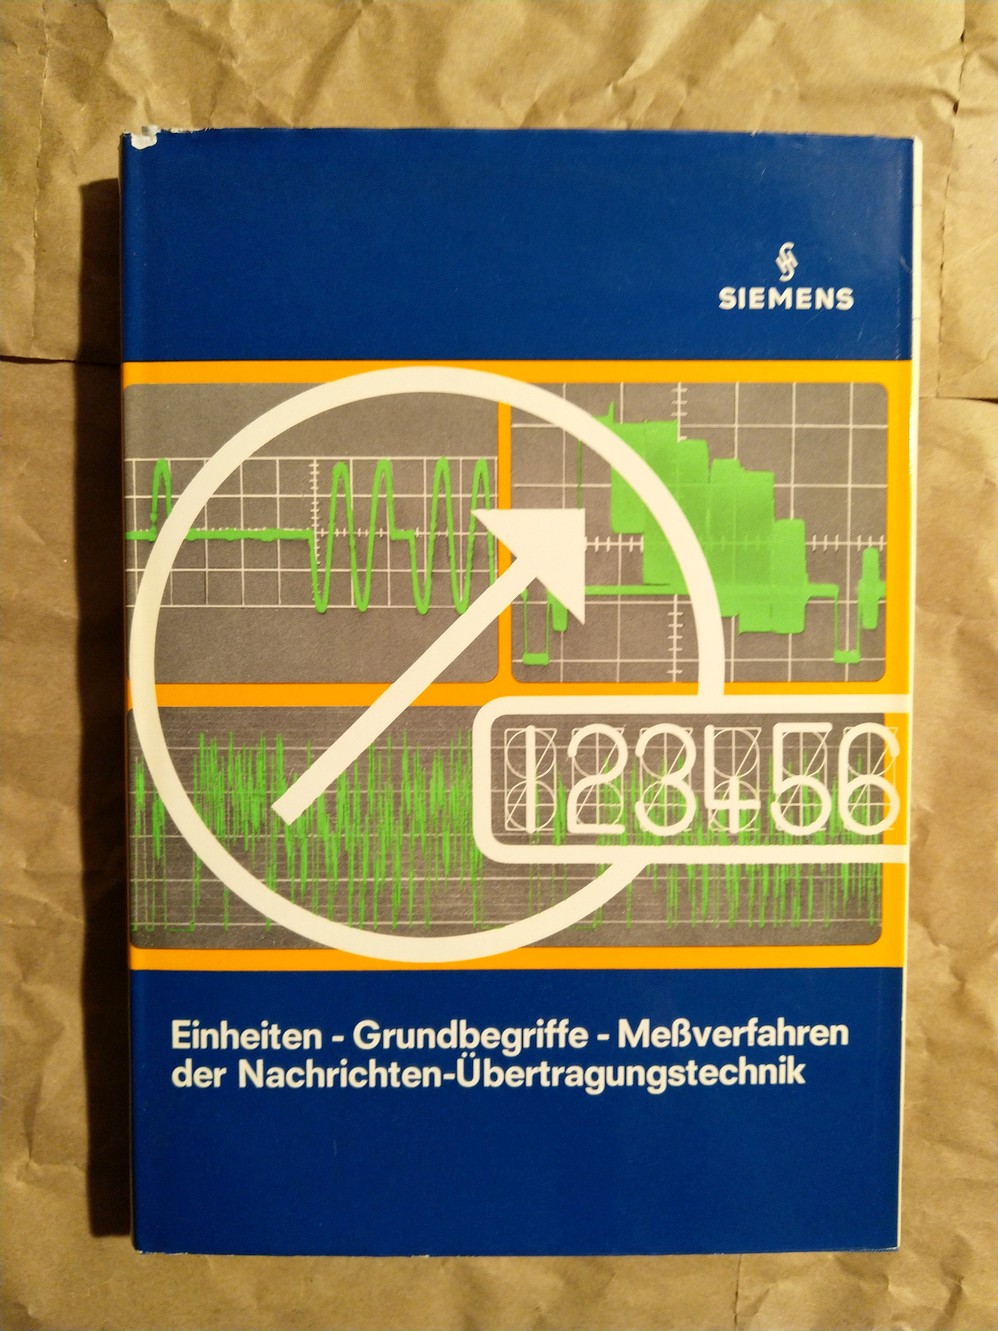 SIEMENS
123456
Einheiten - Grundbegriffe - Meßverfahren
der Nachrichten-Übertragungstechnik